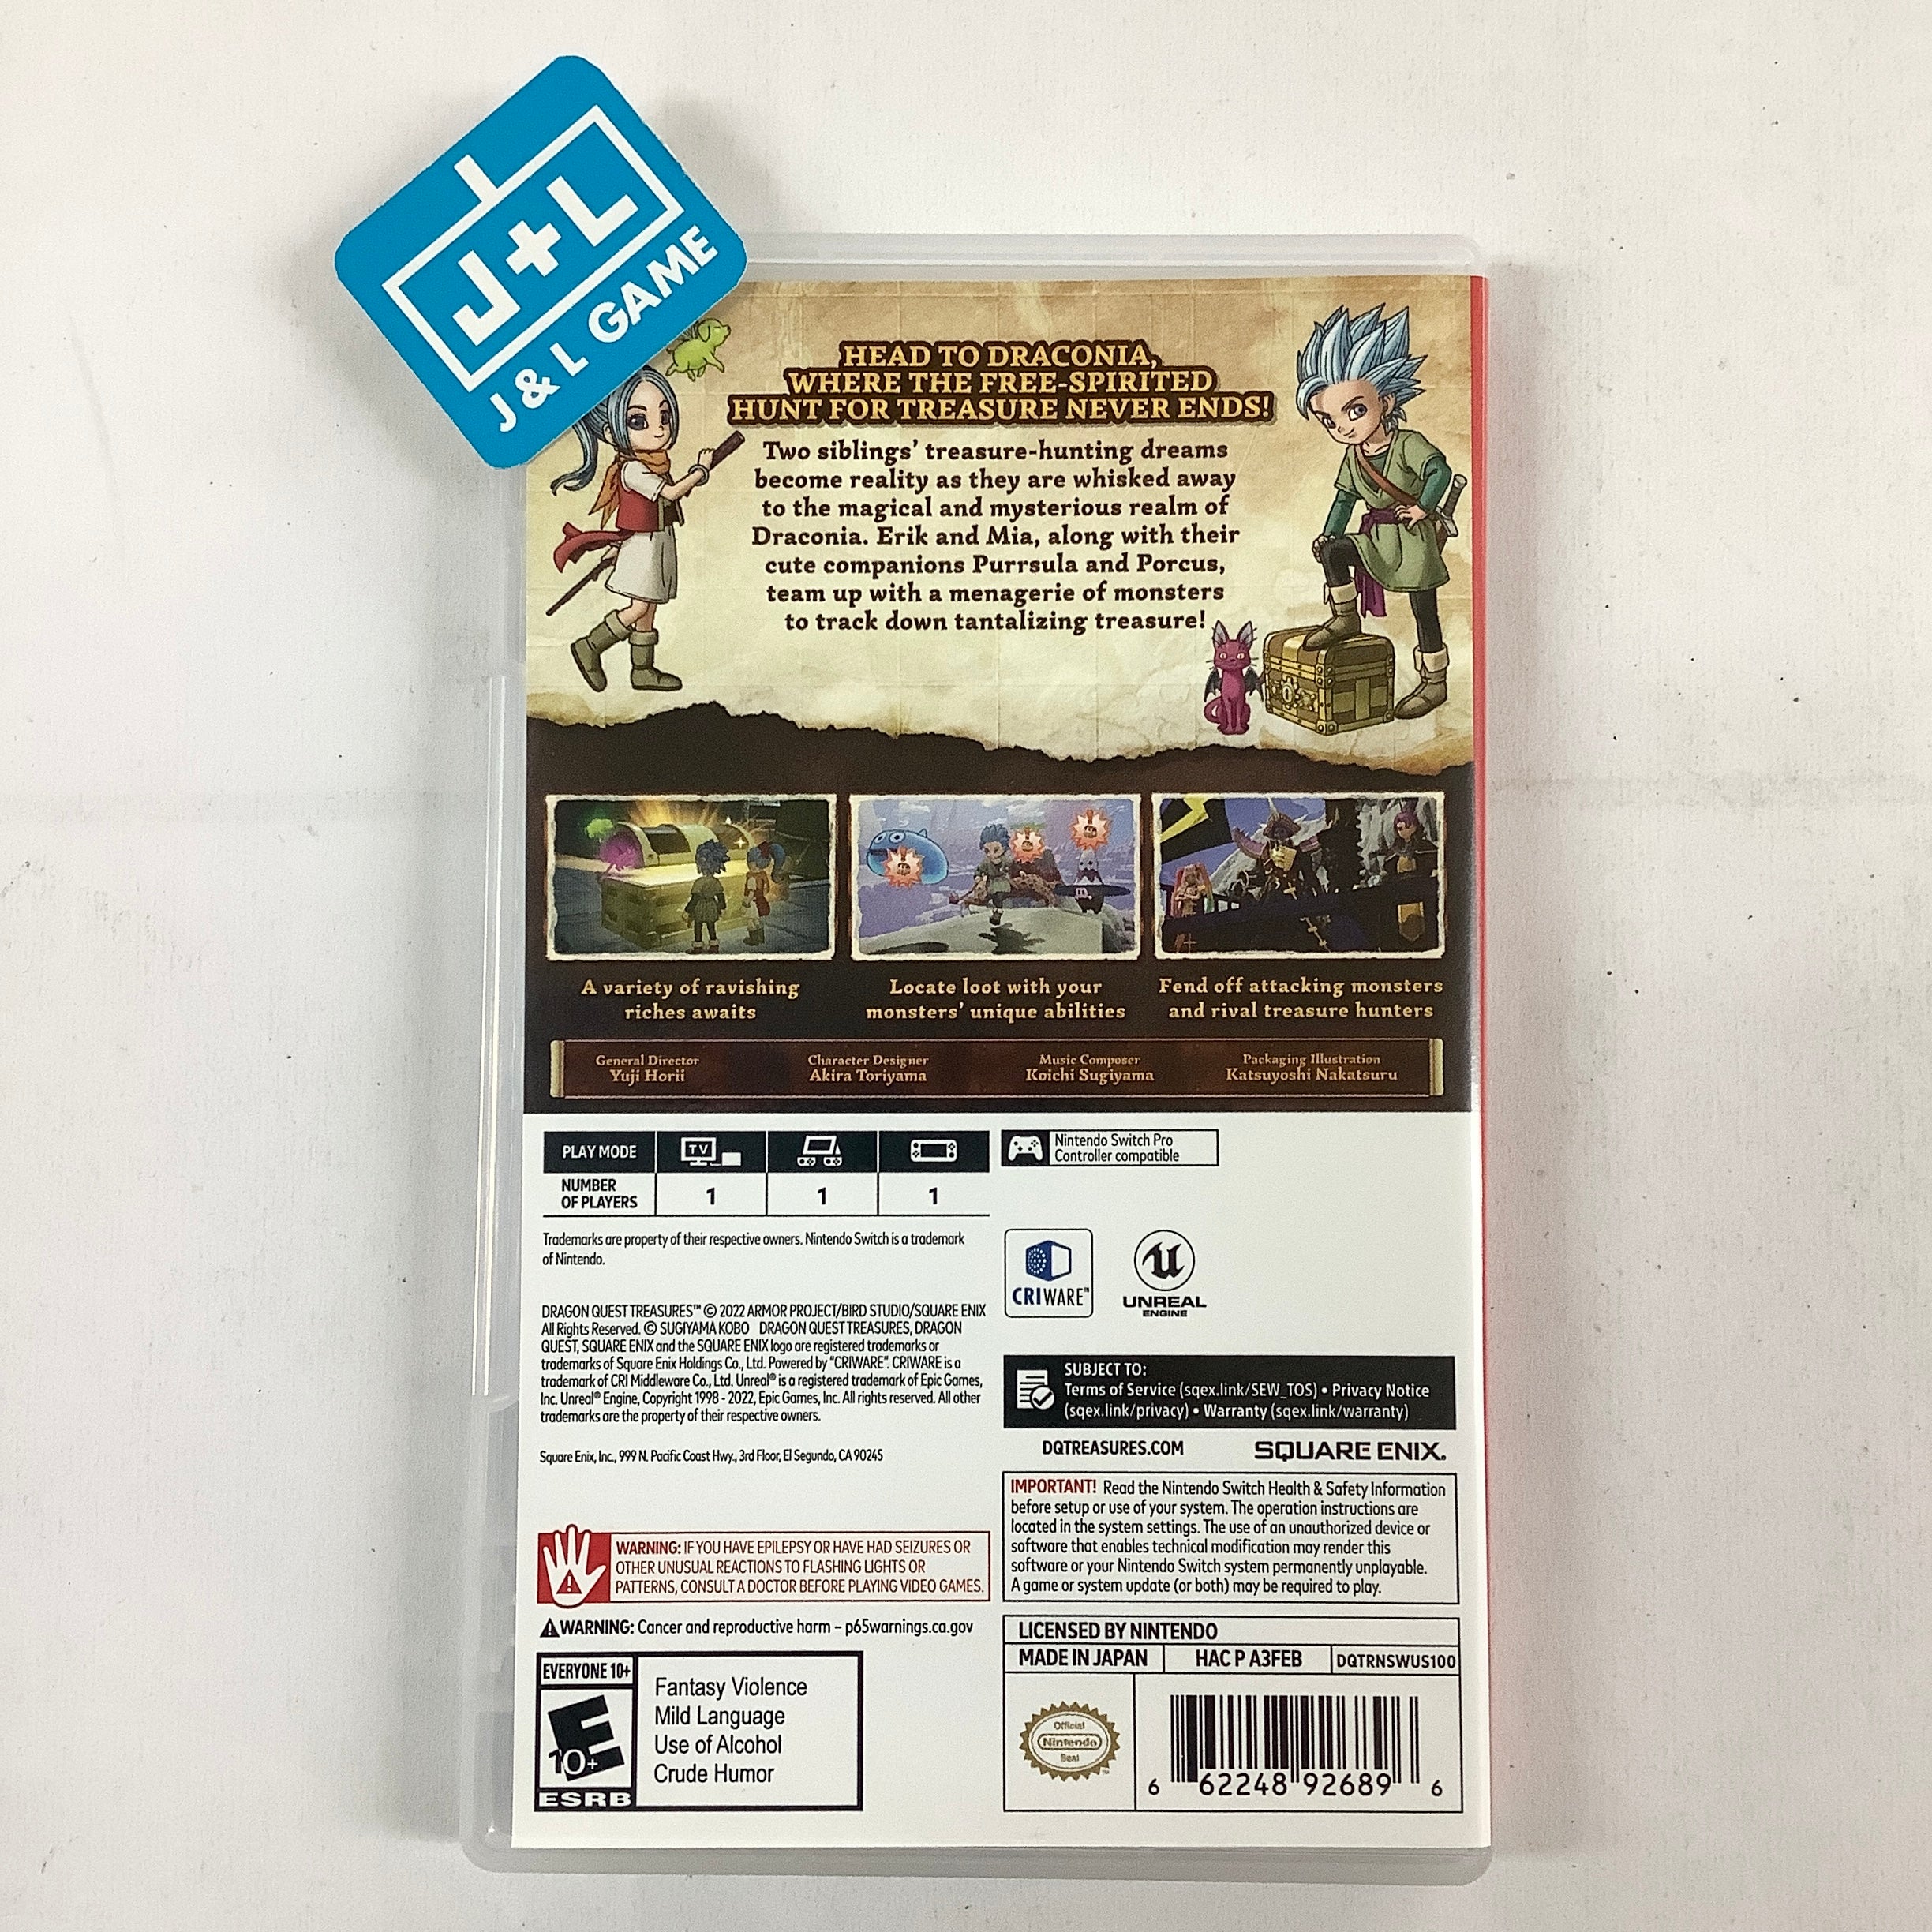 J+L
J & L GAME
HEAD TO DRACONIA,
WHERE THE FREE-SPIRITED
HUNT FOR TREASURE NEVER ENDS!
Two siblings' treasure-hunting dreams
become reality as they are whisked away
to the magical and mysterious realm of
Draconia. Erik and Mia, along with their
cute companions Purrsula and Porcus,
team up with a menagerie of monsters
to track down tantalizing treasure!
A variety of ravishing
riches awaits
Locate loot with your
monsters' unique abilities
Fend off attacking monsters
and rival treasure hunters
General Director
Yuji Horii
Character Designer
Akira Toriyama
Music Composer
Koichi Sugiyama
Packaging Illustration
Katsuyoshi Nakatsuru
PLAY MODE
TV
NUMBER
OF PLAYERS
1
1
1
Nintendo Switch Pro
Controller compatible
Trademarks are property of their respective owners. Nintendo Switch is a trademark
of Nintendo.
CRIWARE™
UNREAL
ENGINE
DRAGON QUEST TREASURES™ © 2022 ARMOR PROJECT/BIRD STUDIO/SQUARE ENIX
All Rights Reserved. © SUGIYAMA KOBO DRAGON QUEST TREASURES, DRAGON
QUEST, SQUARE ENIX and the SQUARE ENIX logo are registered trademarks or
trademarks of Square Enix Holdings Co., Ltd. Powered by "CRIWARE". CRIWARE is a
trademark of CRI Middleware Co., Ltd. Unreal® is a registered trademark of Epic Games,
Inc. Unreal® Engine, Copyright 1998 - 2022, Epic Games, Inc. All rights reserved. All other
trademarks are the property of their respective owners.
Square Enix, Inc., 999 N. Pacific Coast Hwy., 3rd Floor, El Segundo, CA 90245
SUBJECT TO:
Terms of Service (sqex.link/SEW_TOS) • Privacy Notice
(sqex.link/privacy) • Warranty (sqex.link/warranty)
DQTREASURES.COM
SQUARE ENIX.
IMPORTANT! Read the Nintendo Switch Health & Safety Information
before setup or use of your system. The operation instructions are
located in the system settings. The use of an unauthorized device or
software that enables technical modification may render this
software or your Nintendo Switch system permanently unplayable.
A game or system update (or both) may be required to play.
WARNING: IF YOU HAVE EPILEPSY OR HAVE HAD SEIZURES OR
OTHER UNUSUAL REACTIONS TO FLASHING LIGHTS OR
PATTERNS, CONSULT A DOCTOR BEFORE PLAYING VIDEO GAMES.
WARNING: Cancer and reproductive harm – p65warnings.ca.gov
EVERYONE 10+
E
10+
ESRB
Fantasy Violence
Mild Language
Use of Alcohol
Crude Humor
LICENSED BY NINTENDO
MADE IN JAPAN
HAC P A3FEB
DQTRNSWUS100
Official
Nintendo
Seal
6 62248 92689 6